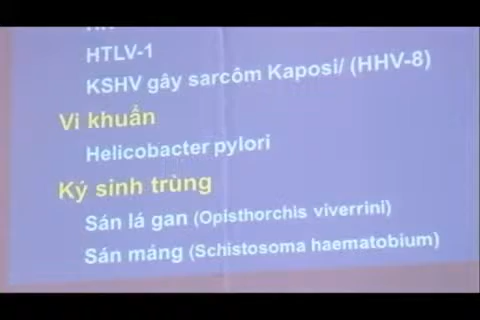 HTLV-1
KSHV gây sarcôm Kaposi/ (HHV-8)
Vi khuẩn
Helicobacter pylori
Ký sinh trùng
Sán lá gan (Opisthorchis viverrini)
Sán máng (Schistosoma haematobium)